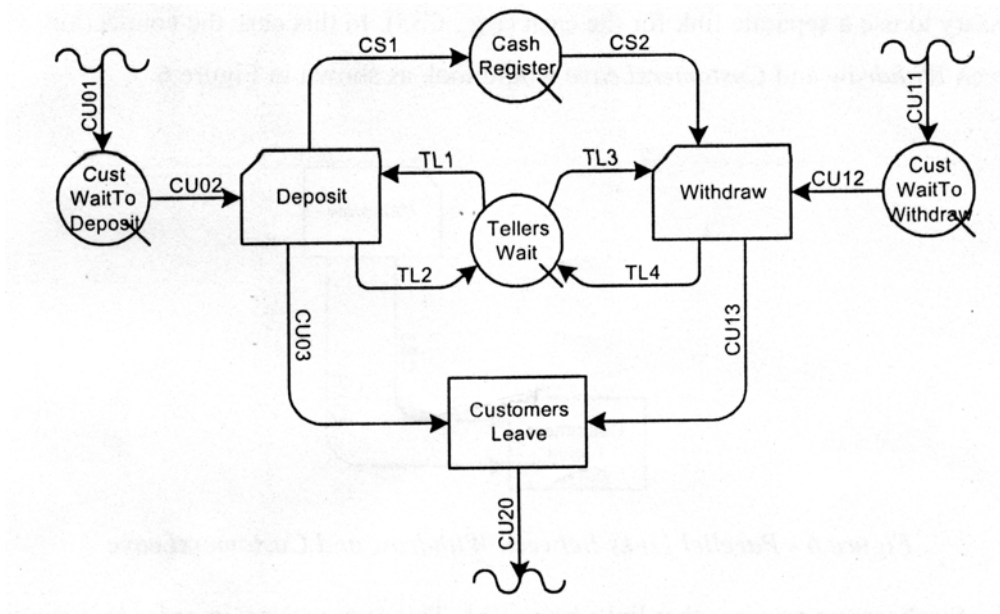 CS1
Cash
Register
CS2
CU01
CU11
Cust
WaitTo
Deposit
CU02
Deposit
TL1
TL3
Withdraw
CU12
Cust
WaitTo
Withdraw
Tellers
Wait
TL2
TL4
CU03
CU13
Customers
Leave
CU20